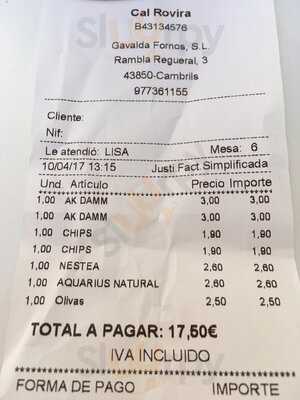 Cal Rovira
B43134576
Gavalda Fornos, S.L.
Rambla Regueral, 3
43850-Cambrils
977361155
Cliente:
Nif:
Le atendió: LISA Mesa: 6
10/04/17 13:15 Justi.Fact Simplificada
Und Articulo Precio Importe
1,00 AK DAMM 3,00 3,00
1,00 AK DAMM 3,00 3,00
1,00 CHIPS 1,90 1,90
1,00 CHIPS 1,90 1,90
1,00 NESTEA 2,60 2,60
1,00 AQUARIUS NATURAL 2,60 2,60
1,00 Olivas 2,50 2,50
TOTAL A PAGAR: 17,50€
IVA INCLUIDO
FORMA DE PAGO IMPORTE